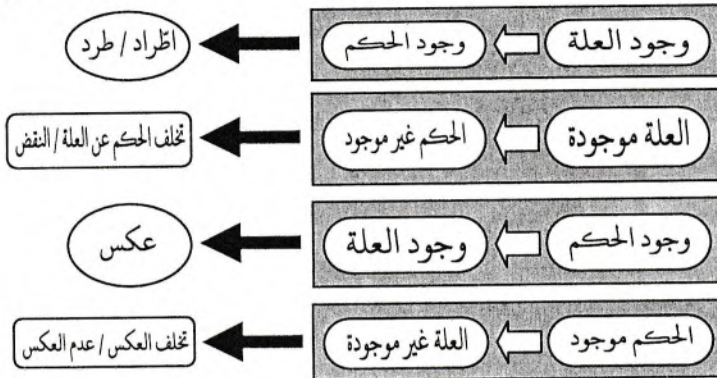 وجود العلة
وجود الحكم
اطّراد / طرد
العلة موجودة
الحكم غير موجود
تخلف الحكم عن العلة / النقض
وجود الحكم
وجود العلة
عكس
الحكم موجود
العلة غير موجودة
تخلف العكس / عدم العكس